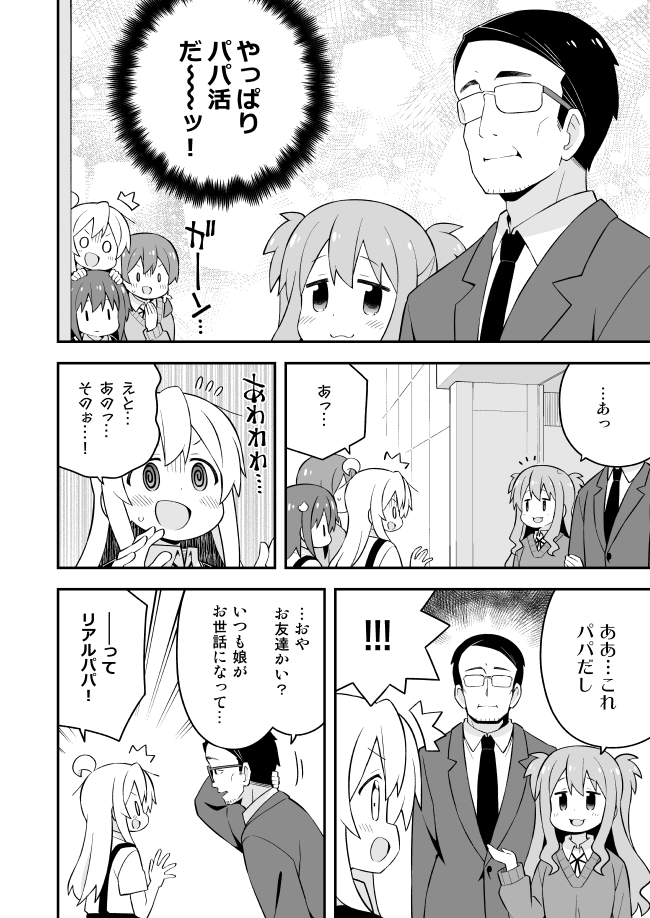 やっぱり
パパ活
だ～～ッ！
ガーン…
…あっ
あっ…
あわわわ…
えと…
あのっ…
そのぉ…！
ああ…これ
パパだし
!!!
…おや
お友達かい？
いつも娘が
お世話になって…
――って
リアルパパ！